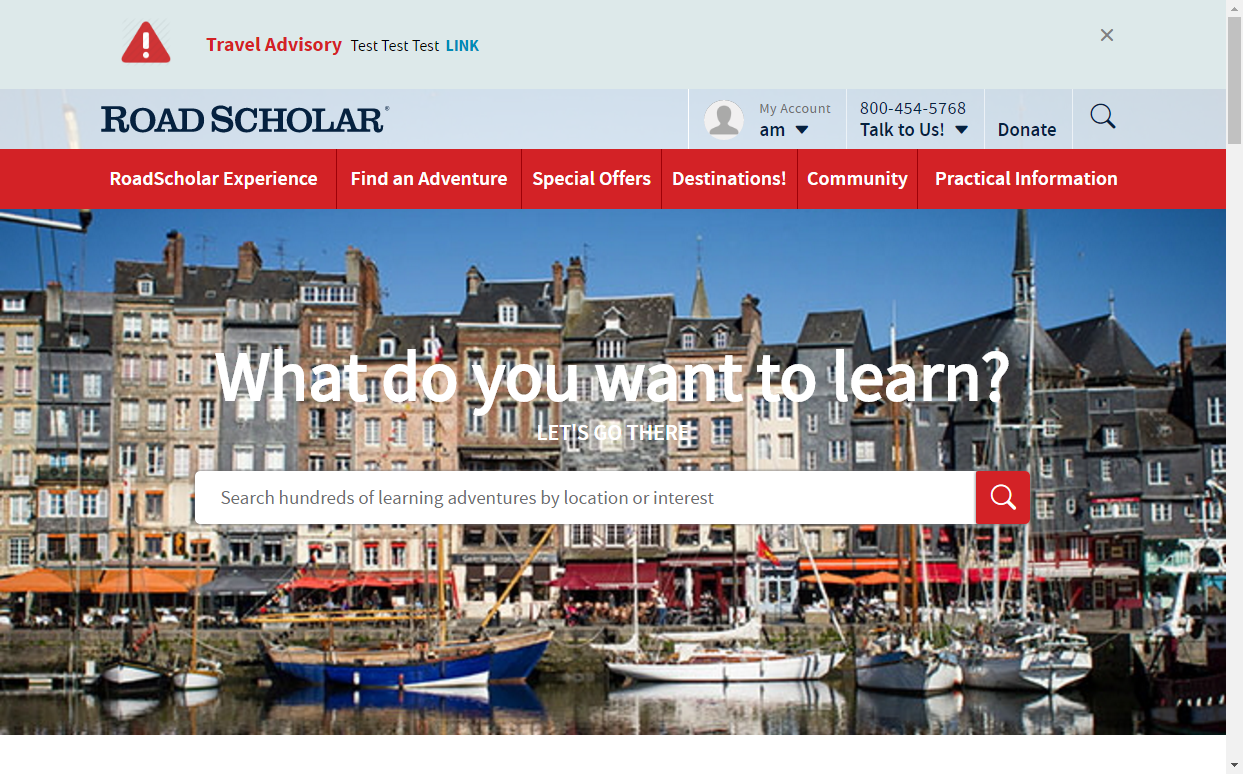 Travel Advisory Test Test Test LINK
ROAD SCHOLAR®
My Account
am
800-454-5768
Talk to Us!
Donate
RoadScholar Experience Find an Adventure Special Offers Destinations! Community Practical Information
What do you want to learn?
LET'S GO THERE
Search hundreds of learning adventures by location or interest